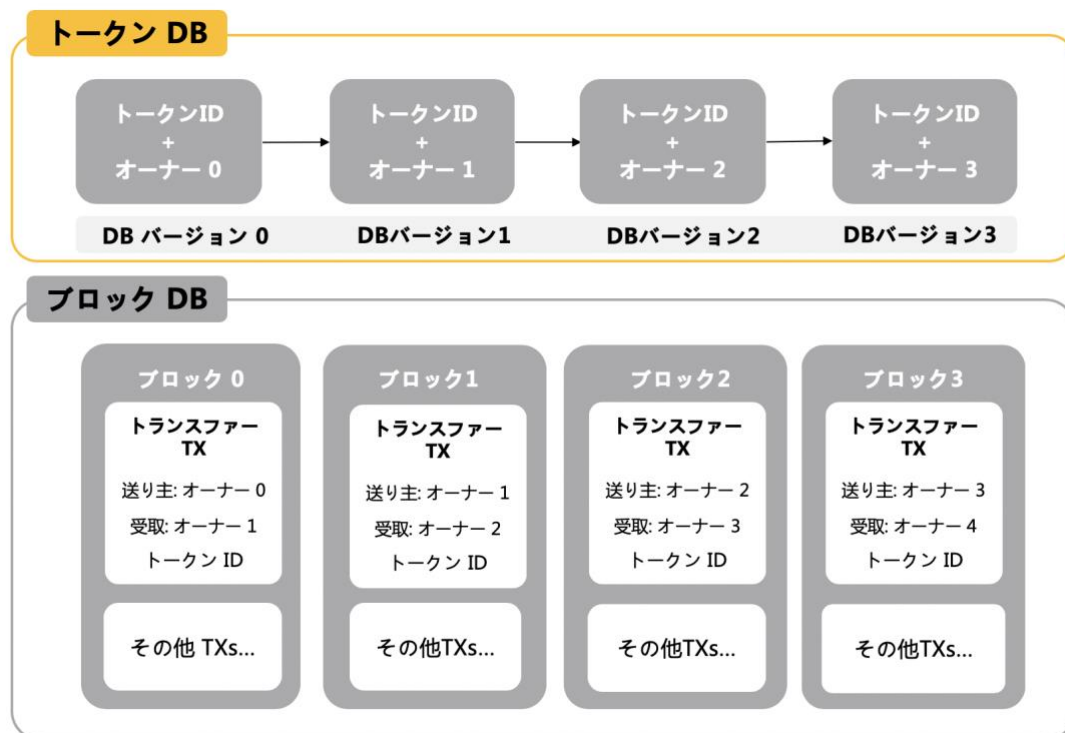 トークン DB
トークンID
+
オーナー 0
トークンID
+
オーナー 1
トークンID
+
オーナー 2
トークンID
+
オーナー 3
DB バージョン 0
DBバージョン1
DBバージョン2
DBバージョン3
ブロック DB
ブロック 0
トランスファー
TX
送り主: オーナー 0
受取: オーナー 1
トークン ID
その他 TXs...
ブロック1
トランスファー
TX
送り主: オーナー 1
受取: オーナー 2
トークン ID
その他TXs...
ブロック2
トランスファー
TX
送り主: オーナー 2
受取: オーナー 3
トークン ID
その他TXs...
ブロック3
トランスファー
TX
送り主: オーナー 3
受取: オーナー 4
トークン ID
その他TXs...